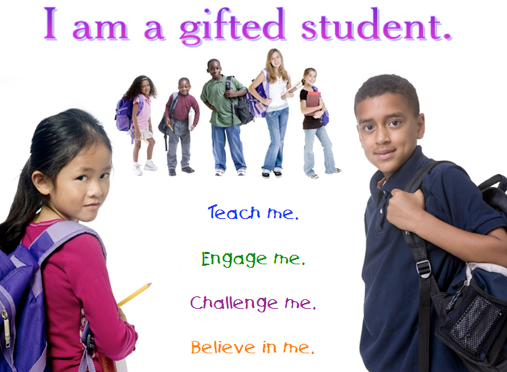 I am a gifted student.
Teach me.
Engage me.
Challenge me.
Believe in me.